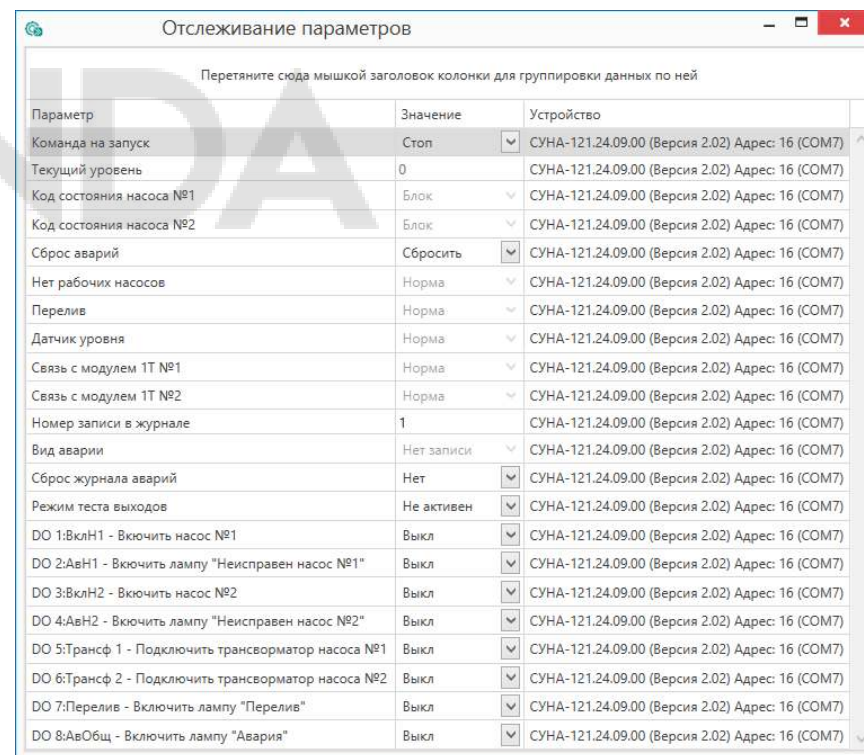 Отслеживание параметров
Перетяните сюда мышкой заголовок колонки для группировки данных по ней
Параметр Значение Устройство
Команда на запуск Стоп СУНА-121.24.09.00 (Версия 2.02) Адрес: 16 (COM7)
Текущий уровень 0 СУНА-121.24.09.00 (Версия 2.02) Адрес: 16 (COM7)
Код состояния насоса №1 Блок СУНА-121.24.09.00 (Версия 2.02) Адрес: 16 (COM7)
Код состояния насоса №2 Блок СУНА-121.24.09.00 (Версия 2.02) Адрес: 16 (COM7)
Сброс аварий Сбросить СУНА-121.24.09.00 (Версия 2.02) Адрес: 16 (COM7)
Нет рабочих насосов Норма СУНА-121.24.09.00 (Версия 2.02) Адрес: 16 (COM7)
Перелив Норма СУНА-121.24.09.00 (Версия 2.02) Адрес: 16 (COM7)
Датчик уровня Норма СУНА-121.24.09.00 (Версия 2.02) Адрес: 16 (COM7)
Связь с модулем 1Т №1 Норма СУНА-121.24.09.00 (Версия 2.02) Адрес: 16 (COM7)
Связь с модулем 1Т №2 Норма СУНА-121.24.09.00 (Версия 2.02) Адрес: 16 (COM7)
Номер записи в журнале 1 СУНА-121.24.09.00 (Версия 2.02) Адрес: 16 (COM7)
Вид аварии Нет записи СУНА-121.24.09.00 (Версия 2.02) Адрес: 16 (COM7)
Сброс журнала аварий Нет СУНА-121.24.09.00 (Версия 2.02) Адрес: 16 (COM7)
Режим теста выходов Не активен СУНА-121.24.09.00 (Версия 2.02) Адрес: 16 (COM7)
DO 1:ВклН1 - Вкючить насос №1 Выкл СУНА-121.24.09.00 (Версия 2.02) Адрес: 16 (COM7)
DO 2:АвН1 - Вкючить лампу "Неисправен насос №1" Выкл СУНА-121.24.09.00 (Версия 2.02) Адрес: 16 (COM7)
DO 3:ВклН2 - Вкючить насос №2 Выкл СУНА-121.24.09.00 (Версия 2.02) Адрес: 16 (COM7)
DO 4:АвН2 - Вкючить лампу "Неисправен насос №2" Выкл СУНА-121.24.09.00 (Версия 2.02) Адрес: 16 (COM7)
DO 5:Трансф 1 - Подключить трансворматор насоса №1 Выкл СУНА-121.24.09.00 (Версия 2.02) Адрес: 16 (COM7)
DO 6:Трансф 2 - Подключить трансворматор насоса №2 Выкл СУНА-121.24.09.00 (Версия 2.02) Адрес: 16 (COM7)
DO 7:Перелив - Включить лампу "Перелив" Выкл СУНА-121.24.09.00 (Версия 2.02) Адрес: 16 (COM7)
DO 8:АвОбщ - Включить лампу "Авария" Выкл СУНА-121.24.09.00 (Версия 2.02) Адрес: 16 (COM7)
NDA